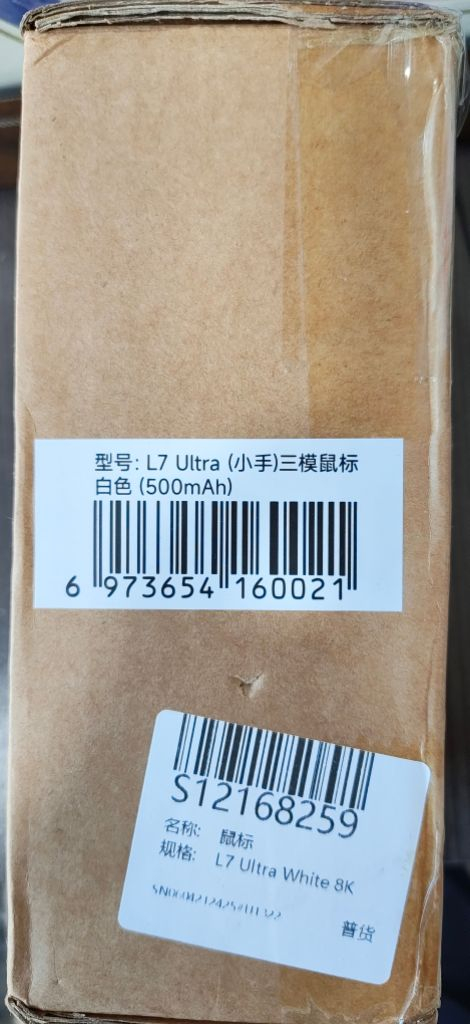 型号: L7 Ultra (小手)三模鼠标
白色 (500mAh)
6 973654 160021
S12168259
名称: 鼠标
规格: L7 Ultra White 8K
普货